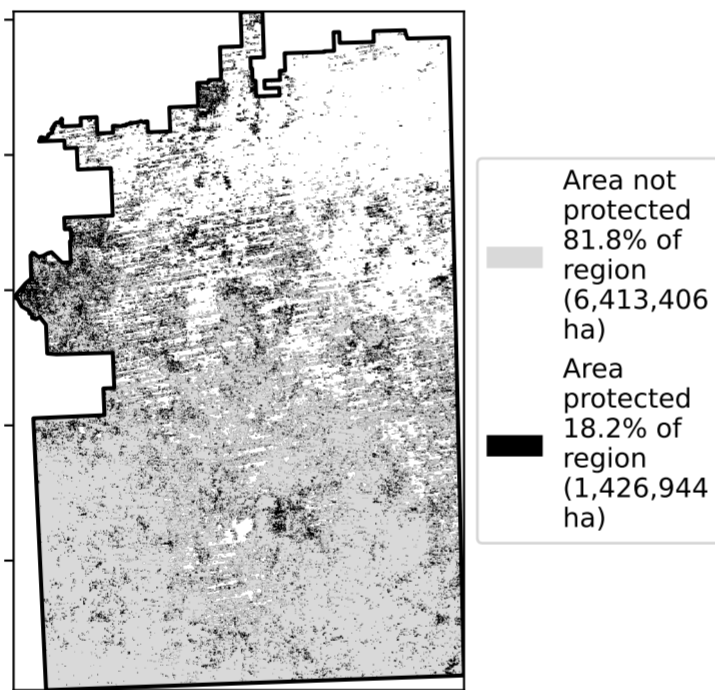 Area not
protected
81.8% of
region
(6,413,406
ha)
Area
protected
18.2% of
region
(1,426,944
ha)